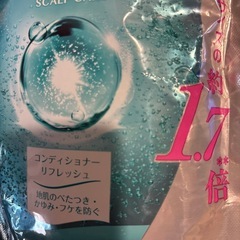 SCALP
コンディショナー
リフレッシュ
地肌のべたつき・
かゆみ・フケを防ぐ
の約
1.7**倍